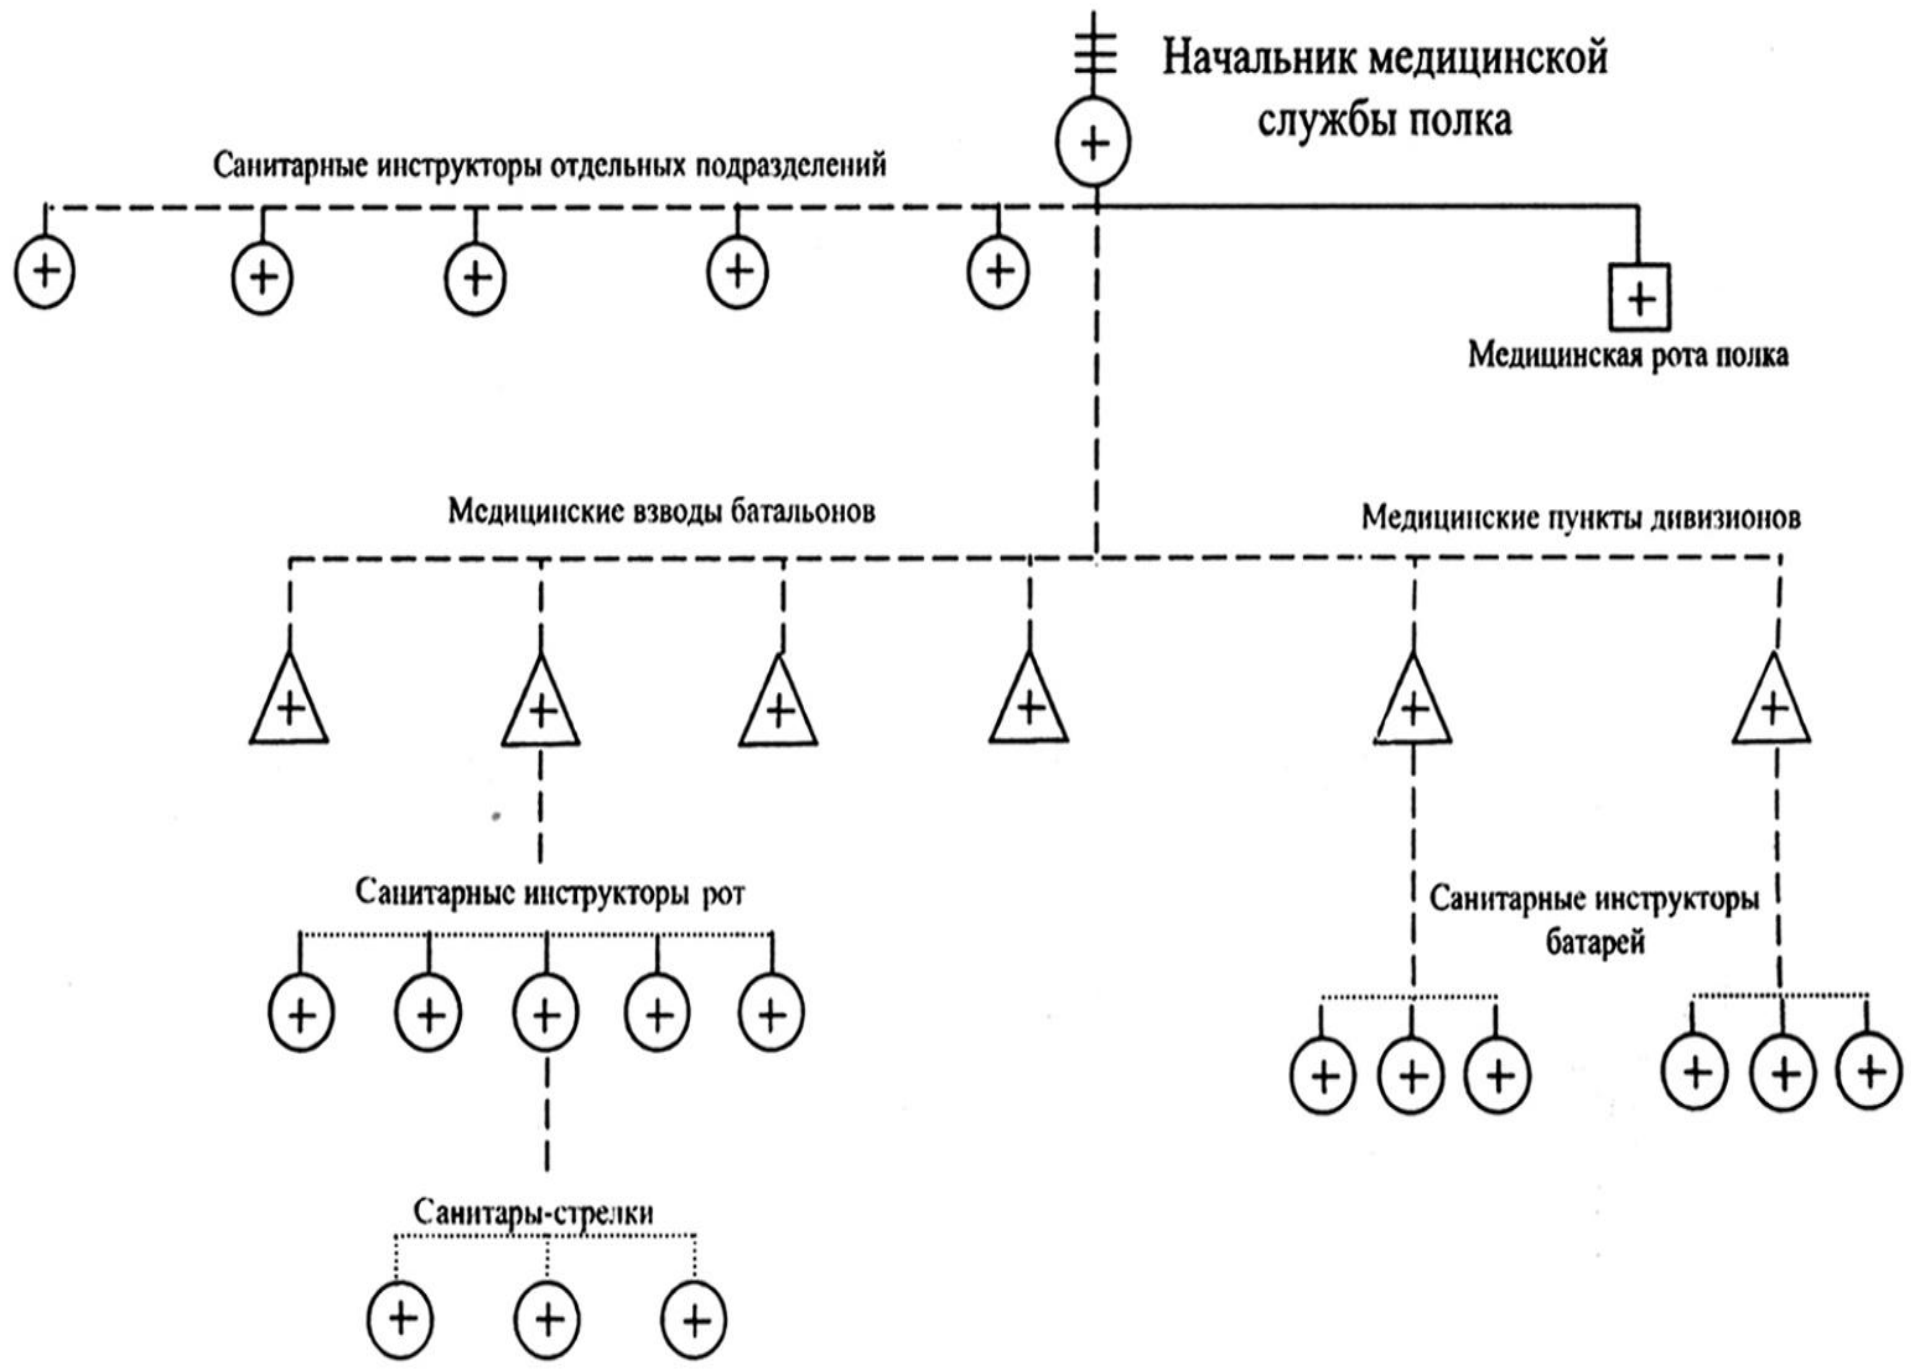 Начальник медицинской
службы полка
Санитарные инструкторы отдельных подразделений
Медицинская рота полка
Медицинские взводы батальонов
Медицинские пункты дивизионов
Санитарные инструкторы рот
Санитарные инструкторы
батарей
Санитары-стрелки